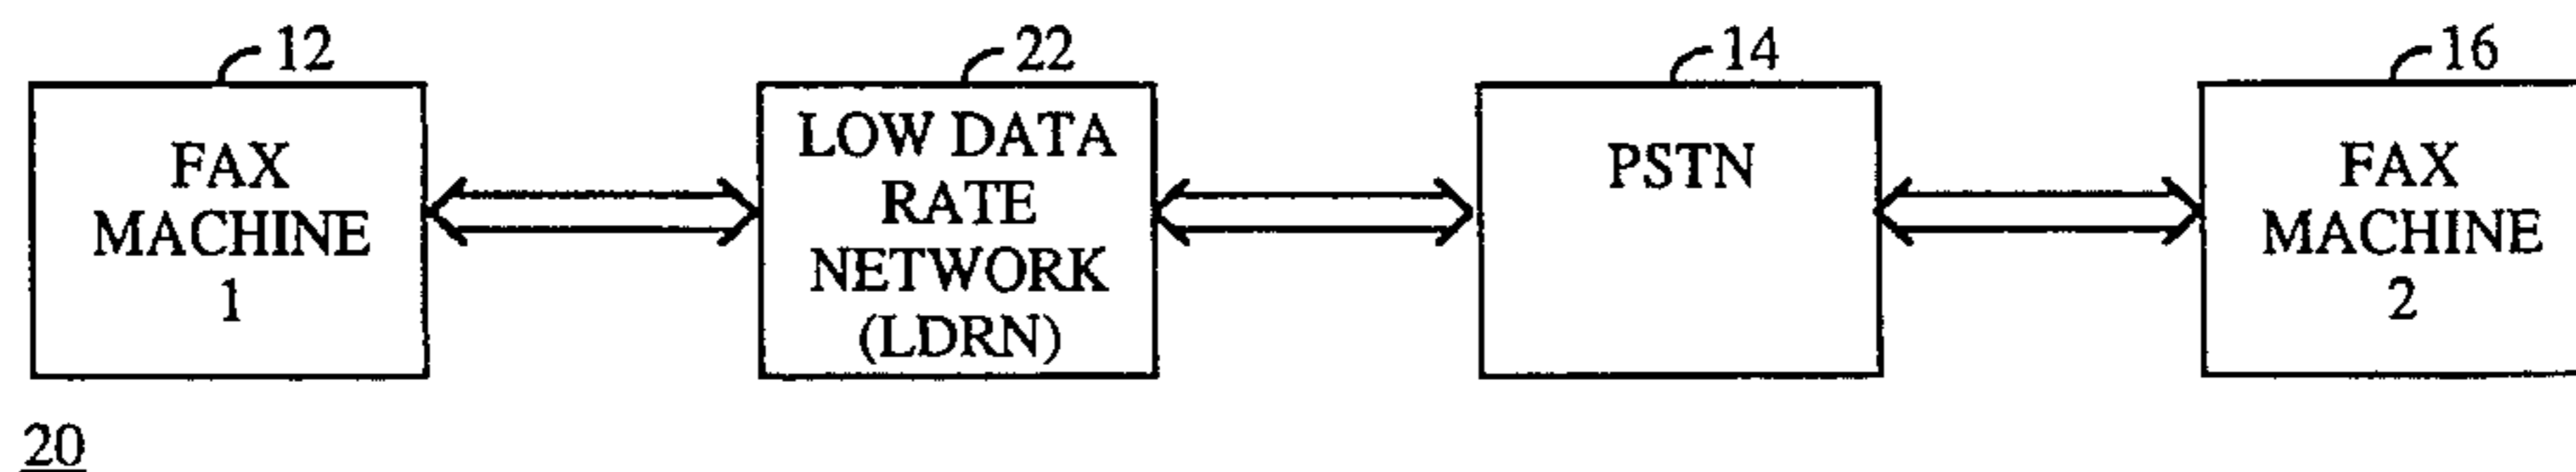 12
22
14
16
FAX
MACHINE
1
LOW DATA
RATE
NETWORK
(LDRN)
PSTN
FAX
MACHINE
2
20